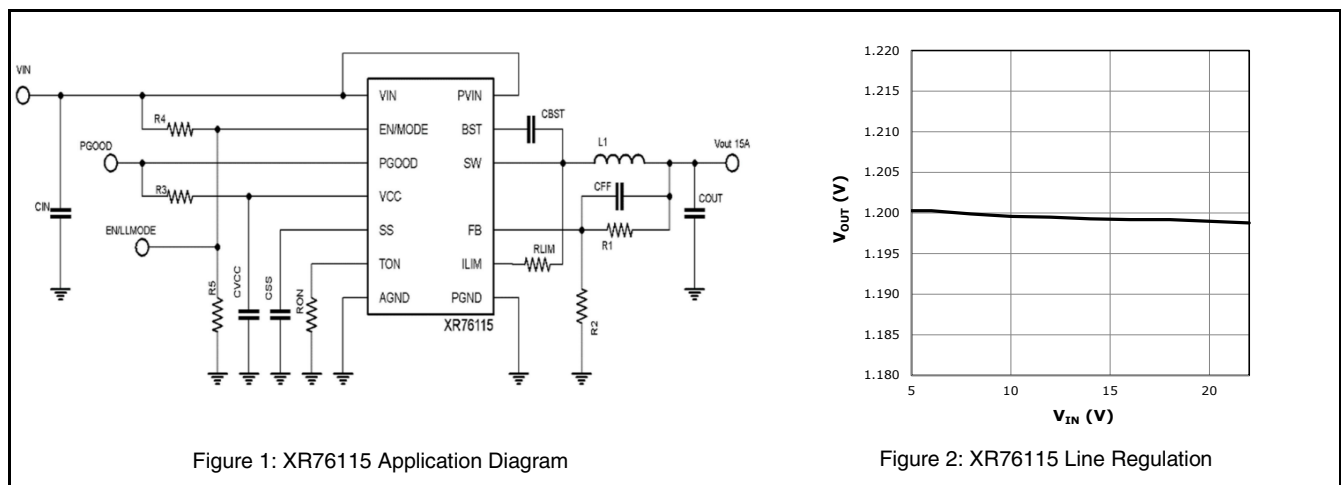 VIN
R4
PGOOD
R3
CIN
EN/LLMODE
R5
CVCC
CSS
RON
VIN PVIN
EN/MODE BST
PGOOD SW
VCC
SS FB
TON ILIM
AGND PGND
XR76115
CBST
L1
Vout 15A
CFF
COUT
R1
RLIM
R2
Figure 1: XR76115 Application Diagram
1.220
1.215
1.210
1.205
1.200
1.195
1.190
1.185
1.180
VOUT (V)
5 10 15 20
VIN (V)
Figure 2: XR76115 Line Regulation